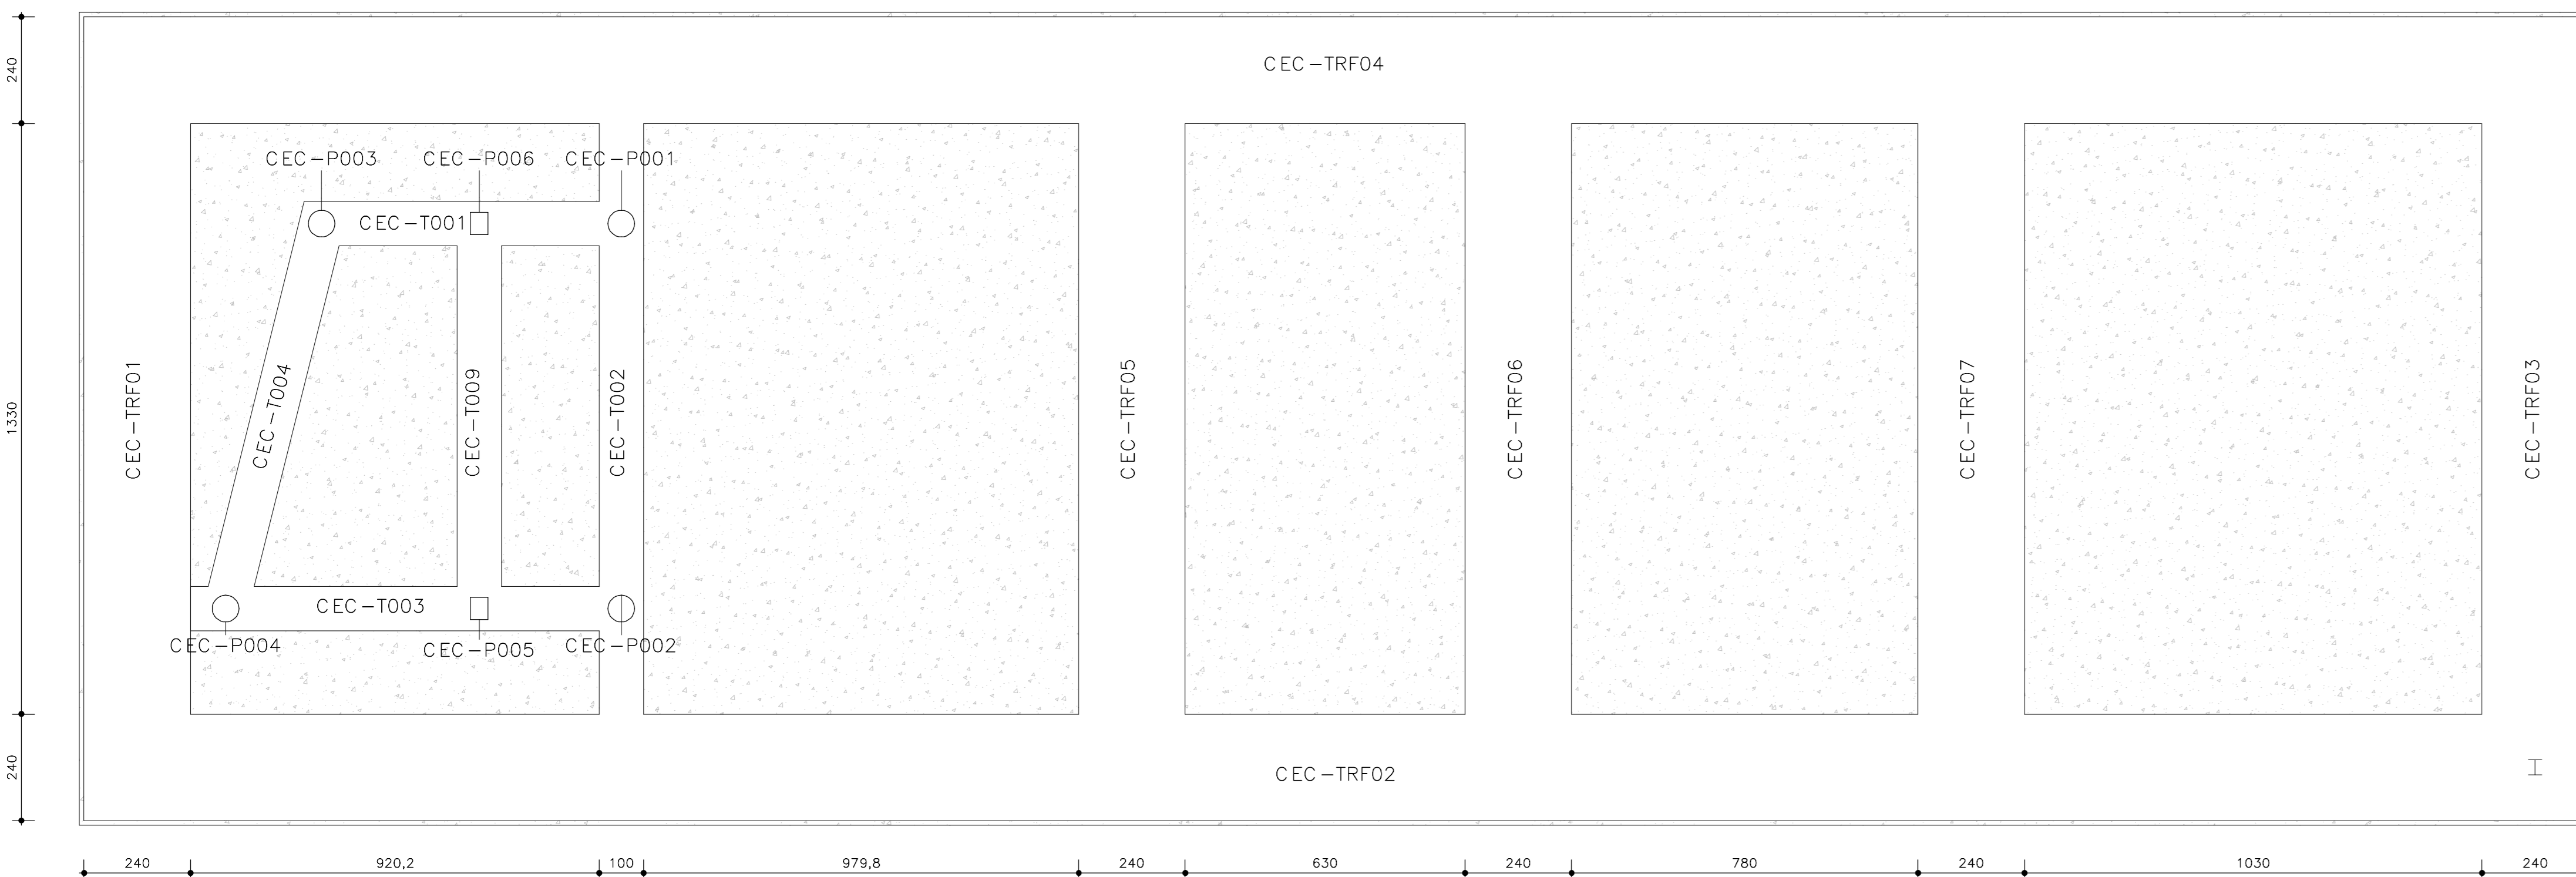 240
CEC-TRF04
CEC-P003
CEC-P006
CEC-P001
CEC-T001
CEC-TRF01
1330
CEC-T004
CEC-T009
CEC-T002
CEC-TRF05
CEC-TRF06
CEC-TRF07
CEC-TRF03
CEC-T003
CEC-P004
CEC-P005
CEC-P002
240
CEC-TRF02
240
920,2
100
979,8
240
630
240
780
240
1030
240